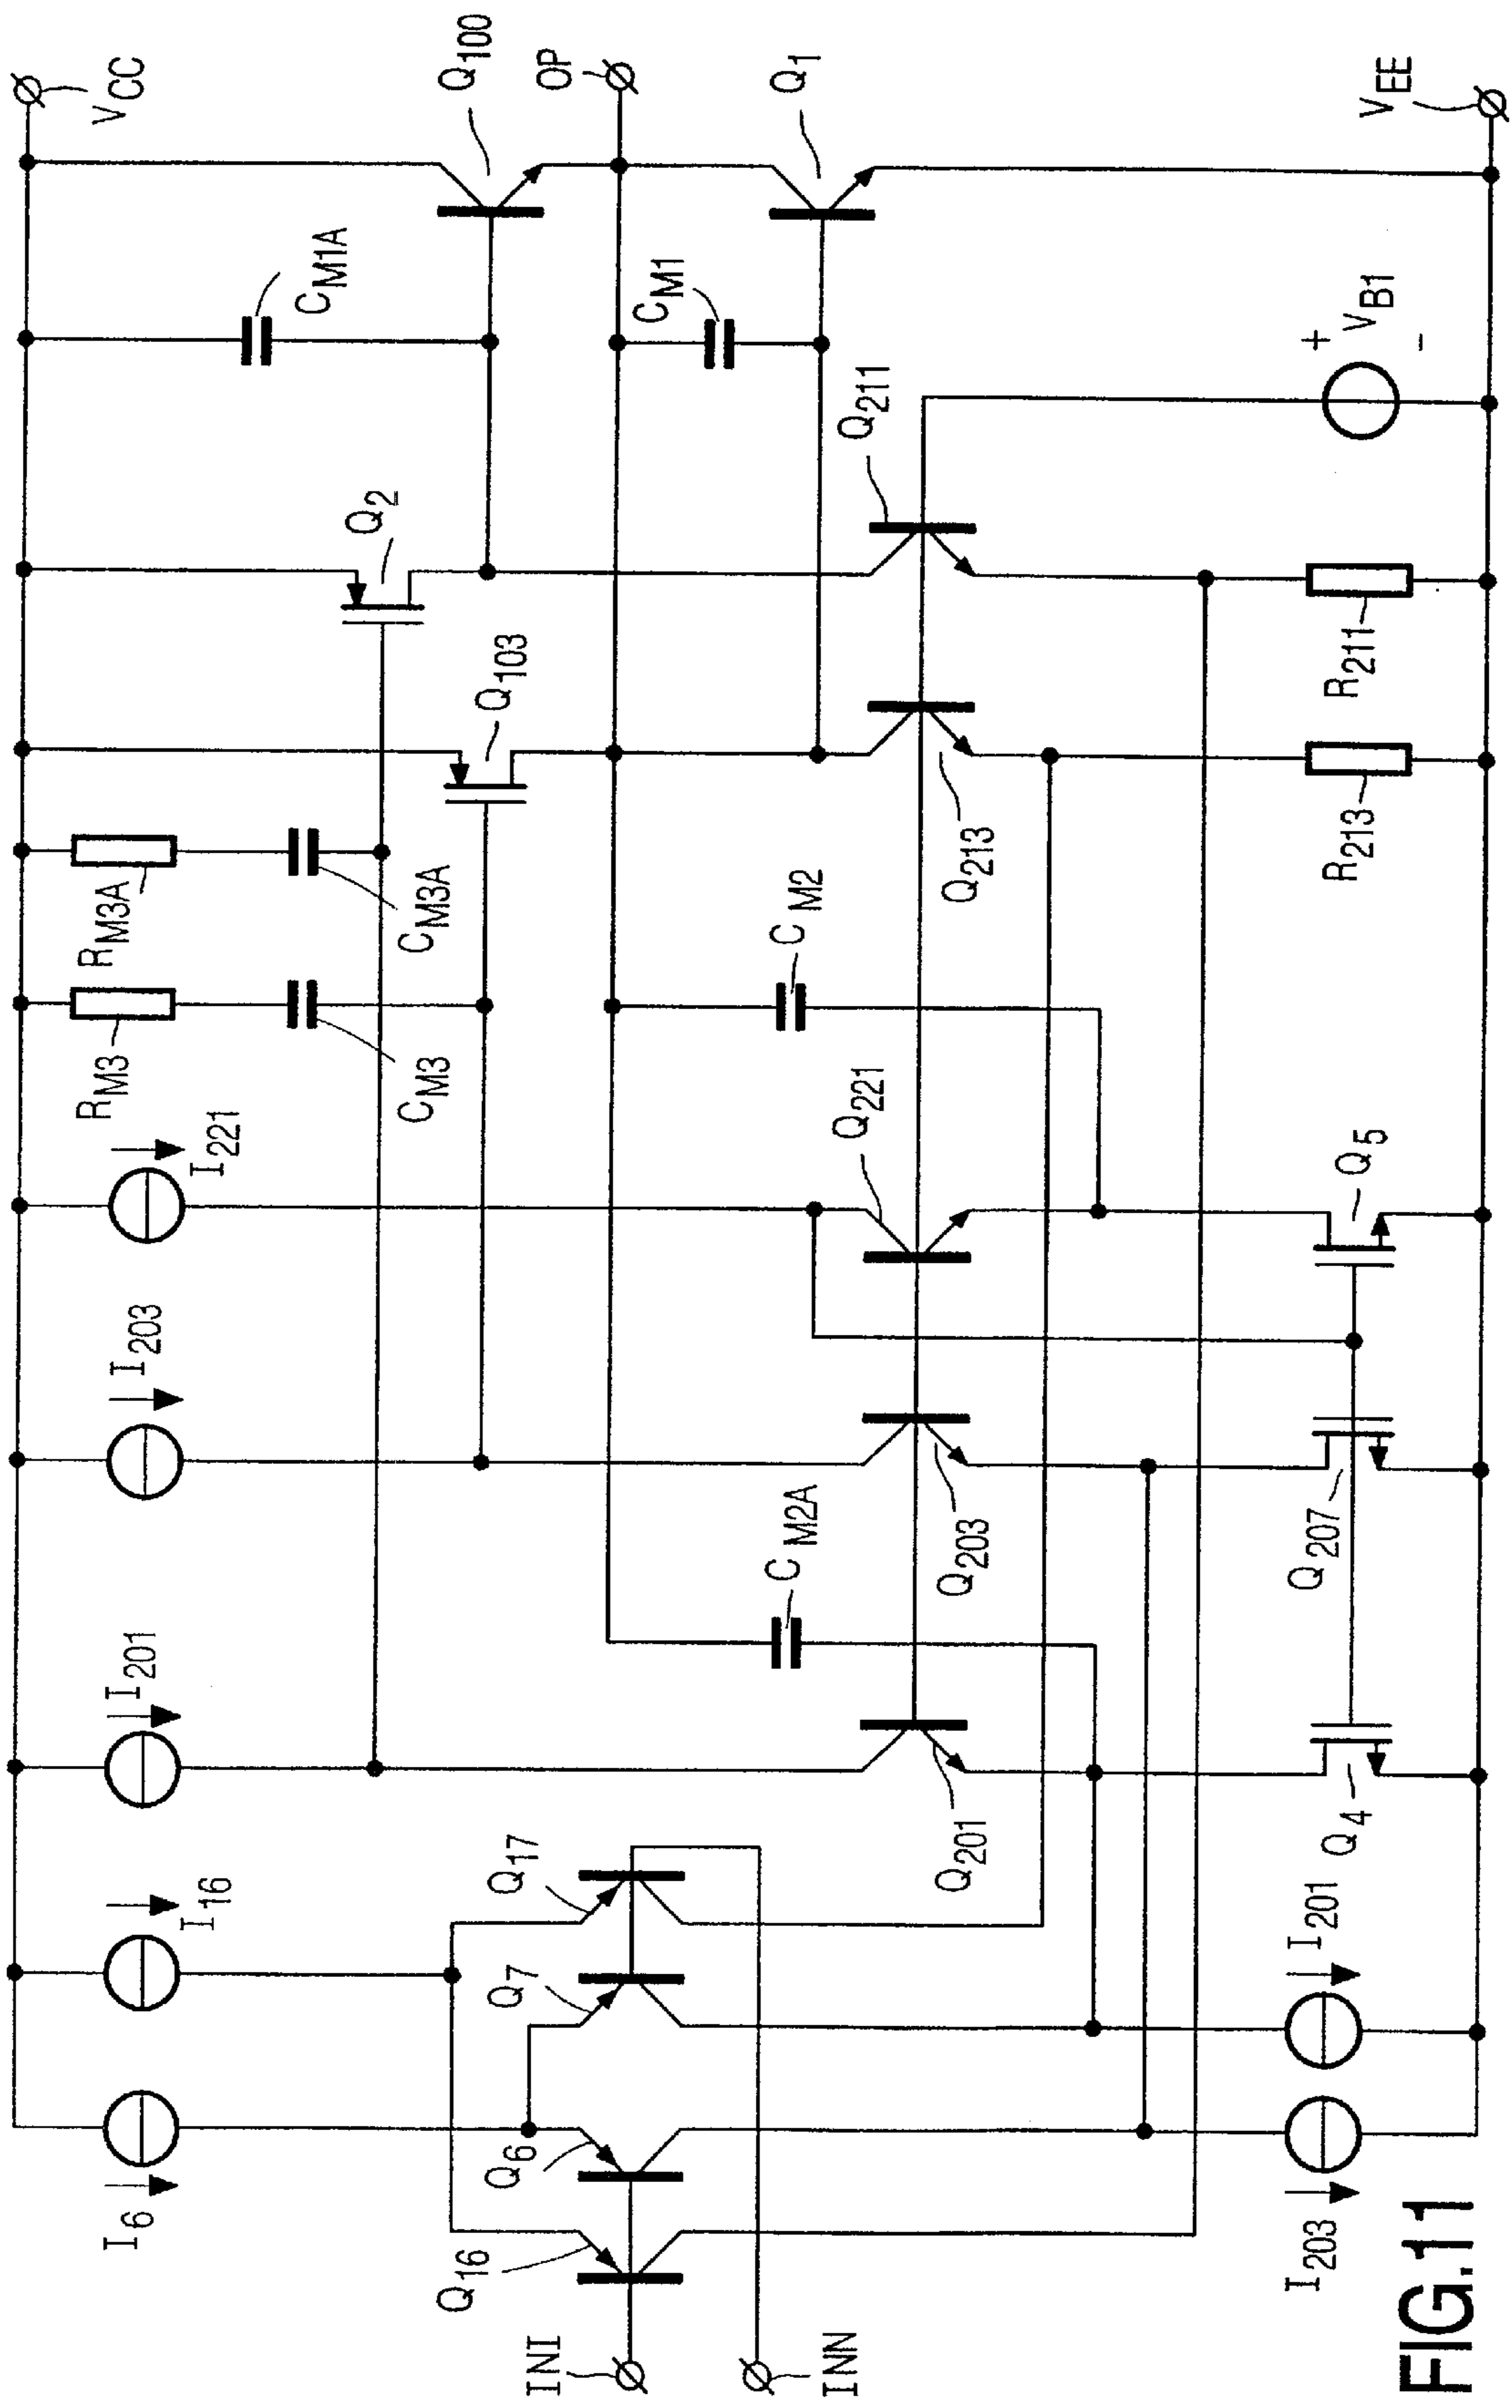 I6
I16
I201
I203
I221
RM3
RM3A
CM3
CM3A
Q103
Q2
CM1A
VCC
Q100
OP
Q16
Q6
Q7
Q17
CM2A
CM2
CM1
Q1
INI
INN
Q201
Q203
Q221
Q213
Q211
I203
I201
Q4
Q207
Q5
R213
R211
+
VB1
-
VEE
FIG.11